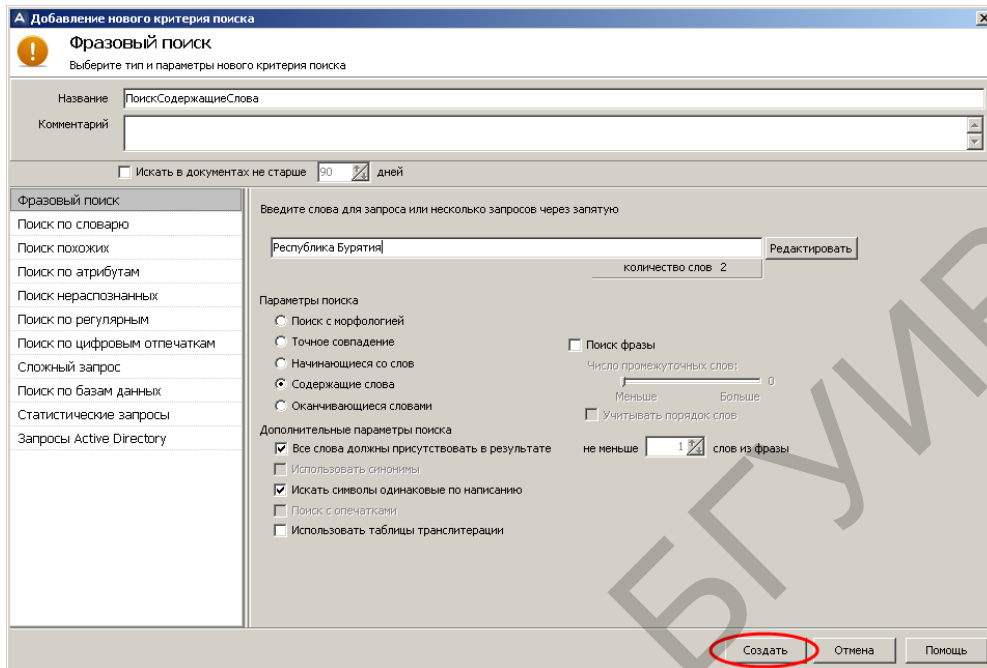 Добавление нового критерия поиска
Фразовый поиск
Выберите тип и параметры нового критерия поиска
Название ПоискСодержащиеСлова
Комментарий
Искать в документах не старше 90 дней
Фразовый поиск
Поиск по словарю
Поиск похожих
Поиск по атрибутам
Поиск нераспознанных
Поиск по регулярным
Поиск по цифровым отпечаткам
Сложный запрос
Поиск по базам данных
Статистические запросы
Запросы Active Directory
Введите слова для запроса или несколько запросов через запятую
Республика Бурятия Редактировать
количество слов 2
Параметры поиска
Поиск с морфологией
Точное совпадение
Начинающиеся со слов
Содержащие слова
Оканчивающиеся словами
Поиск фразы
Число промежуточных слов:
0
Меньше Больше
Учитывать порядок слов
Дополнительные параметры поиска
Все слова должны присутствовать в результате не меньше 1 слов из фразы
Использовать синонимы
Искать символы одинаковые по написанию
Поиск с опечатками
Использовать таблицы транслитерации
Создать Отмена Помощь
БГУИР